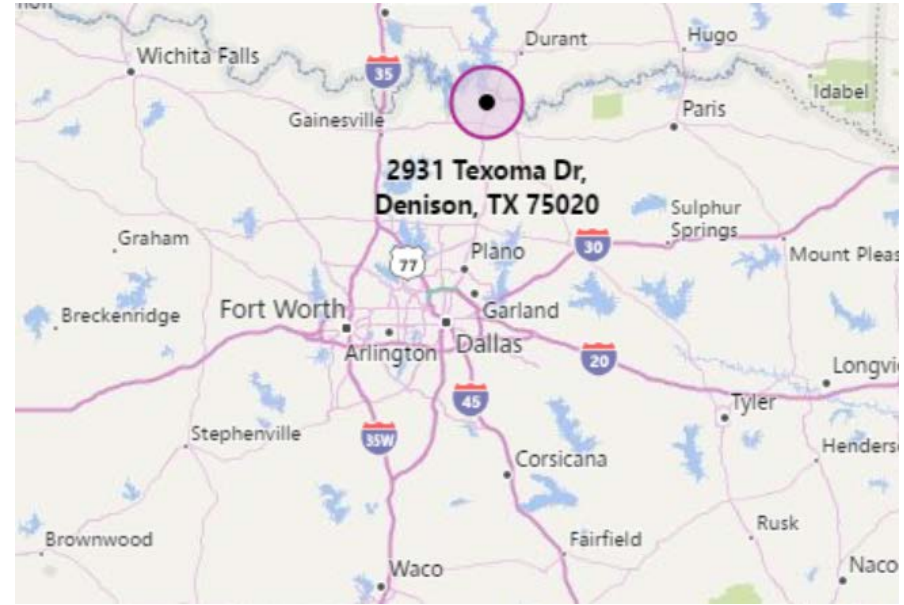 Durant
Hugo
Wichita Falls
35
Idabel
Gainesville
Paris
2931 Texoma Dr,
Denison, TX 75020
Sulphur
Springs
Graham
Plano
30
77
Mount Pleas
Breckenridge
Fort Worth
Garland
Arlington
Dallas
20
Longvi
45
Tyler
Stephenville
35W
Henders
Corsicana
Brownwood
Fairfield
Rusk
Waco
Naco